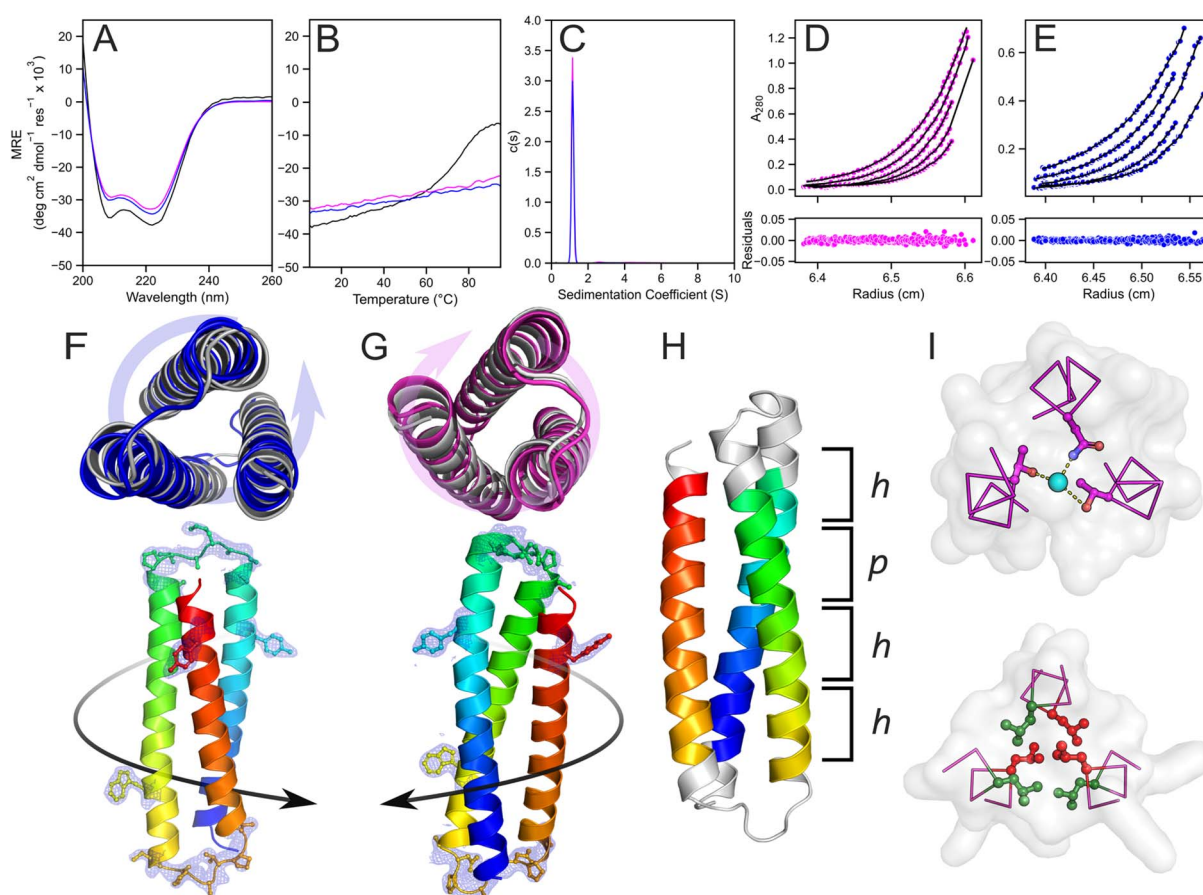 A
B
C
D
E
20
10
0
−10
−20
−30
−40
−50
MRE
(deg cm² dmol⁻¹ res⁻¹ x 10³)
200
220
240
260
Wavelength (nm)
20
10
0
−10
−20
−30
−40
−50
20
40
60
80
Temperature (°C)
4.0
3.5
3.0
2.5
2.0
1.5
1.0
0.5
0.0
c(s)
0
2
4
6
8
10
Sedimentation Coefficient (S)
1.2
1.0
0.8
0.6
0.4
0.2
0.0
A₂₈₀
0.05
0.00
−0.05
Residuals
6.4
6.5
6.6
Radius (cm)
0.6
0.4
0.2
0.05
0.00
−0.05
6.40
6.45
6.50
6.55
Radius (cm)
F
G
H
I
h
p
h
h